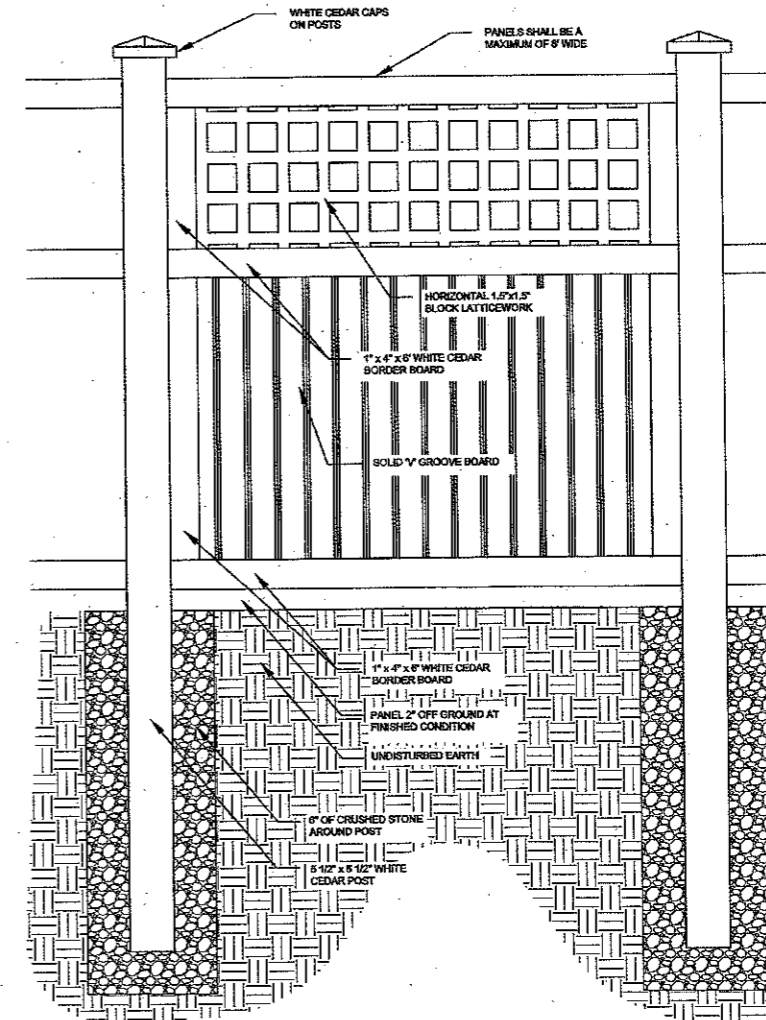 WHITE CEDAR CAPS
ON POSTS
PANELS SHALL BE A
MAXIMUM OF 8' WIDE
HORIZONTAL 1.5"x1.5"
BLOCK LATTICEWORK
1" x 4" x 6' WHITE CEDAR
BORDER BOARD
SOLID 'V' GROOVE BOARD
1" x 4" x 6' WHITE CEDAR
BORDER BOARD
PANEL 2" OFF GROUND AT
FINISHED CONDITION
UNDISTURBED EARTH
6" OF CRUSHED STONE
AROUND POST
5 1/2" x 5 1/2" WHITE
CEDAR POST